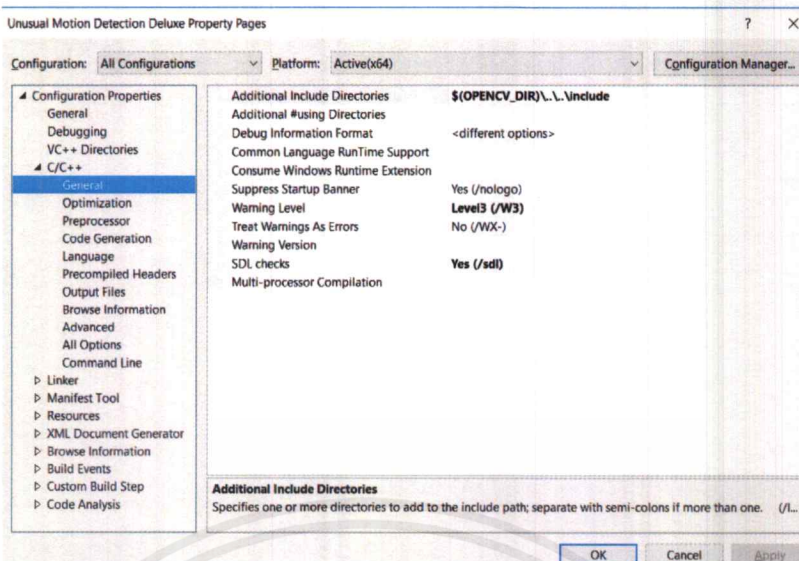 Unusual Motion Detection Deluxe Property Pages ? ×
Configuration: All Configurations Platform: Active(x64) Configuration Manager...
Configuration Properties
General
Debugging
VC++ Directories
C/C++
General
Optimization
Preprocessor
Code Generation
Language
Precompiled Headers
Output Files
Browse Information
Advanced
All Options
Command Line
Linker
Manifest Tool
Resources
XML Document Generator
Browse Information
Build Events
Custom Build Step
Code Analysis
Additional Include Directories $(OPENCV_DIR)\..\..\include
Additional #using Directories
Debug Information Format <different options>
Common Language RunTime Support
Consume Windows Runtime Extension
Suppress Startup Banner Yes (/nologo)
Warning Level Level3 (/W3)
Treat Warnings As Errors No (/WX-)
Warning Version
SDL checks Yes (/sdl)
Multi-processor Compilation
Additional Include Directories
Specifies one or more directories to add to the include path; separate with semi-colons if more than one. (/I...
OK Cancel Apply